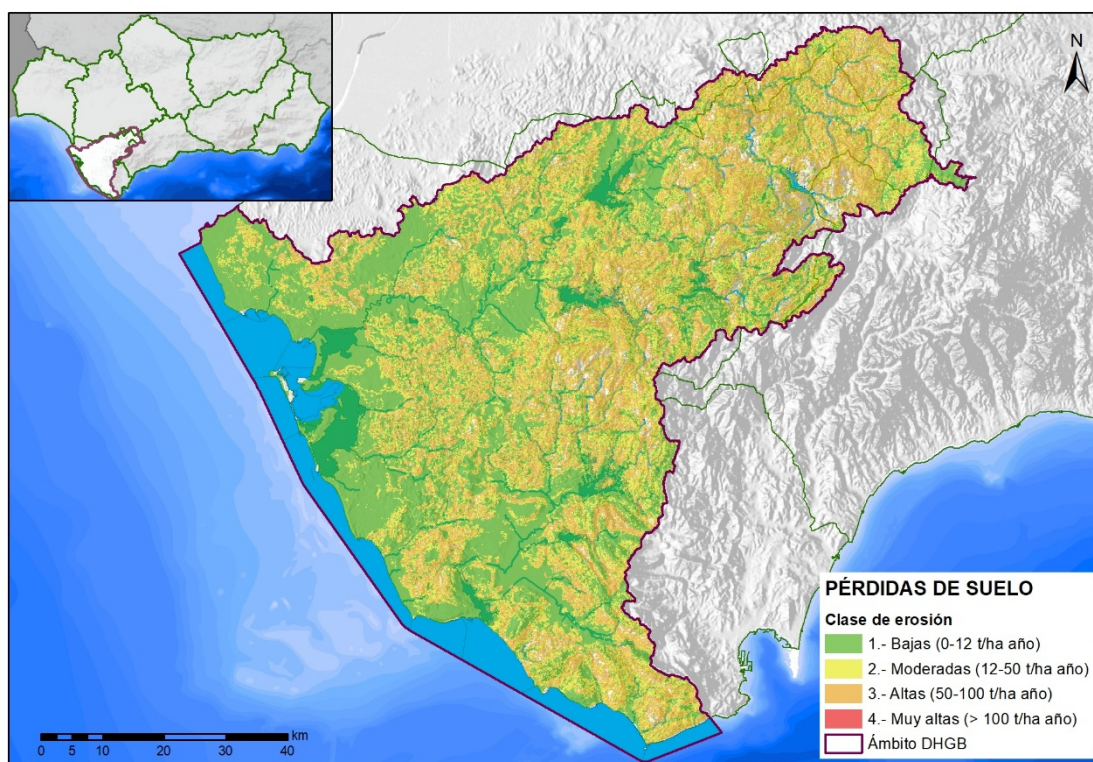 N
PÉRDIDAS DE SUELO
Clase de erosión
1.- Bajas (0-12 t/ha año)
2.- Moderadas (12-50 t/ha año)
3.- Altas (50-100 t/ha año)
4.- Muy altas (> 100 t/ha año)
Ámbito DHGB
km
0 5 10 20 30 40